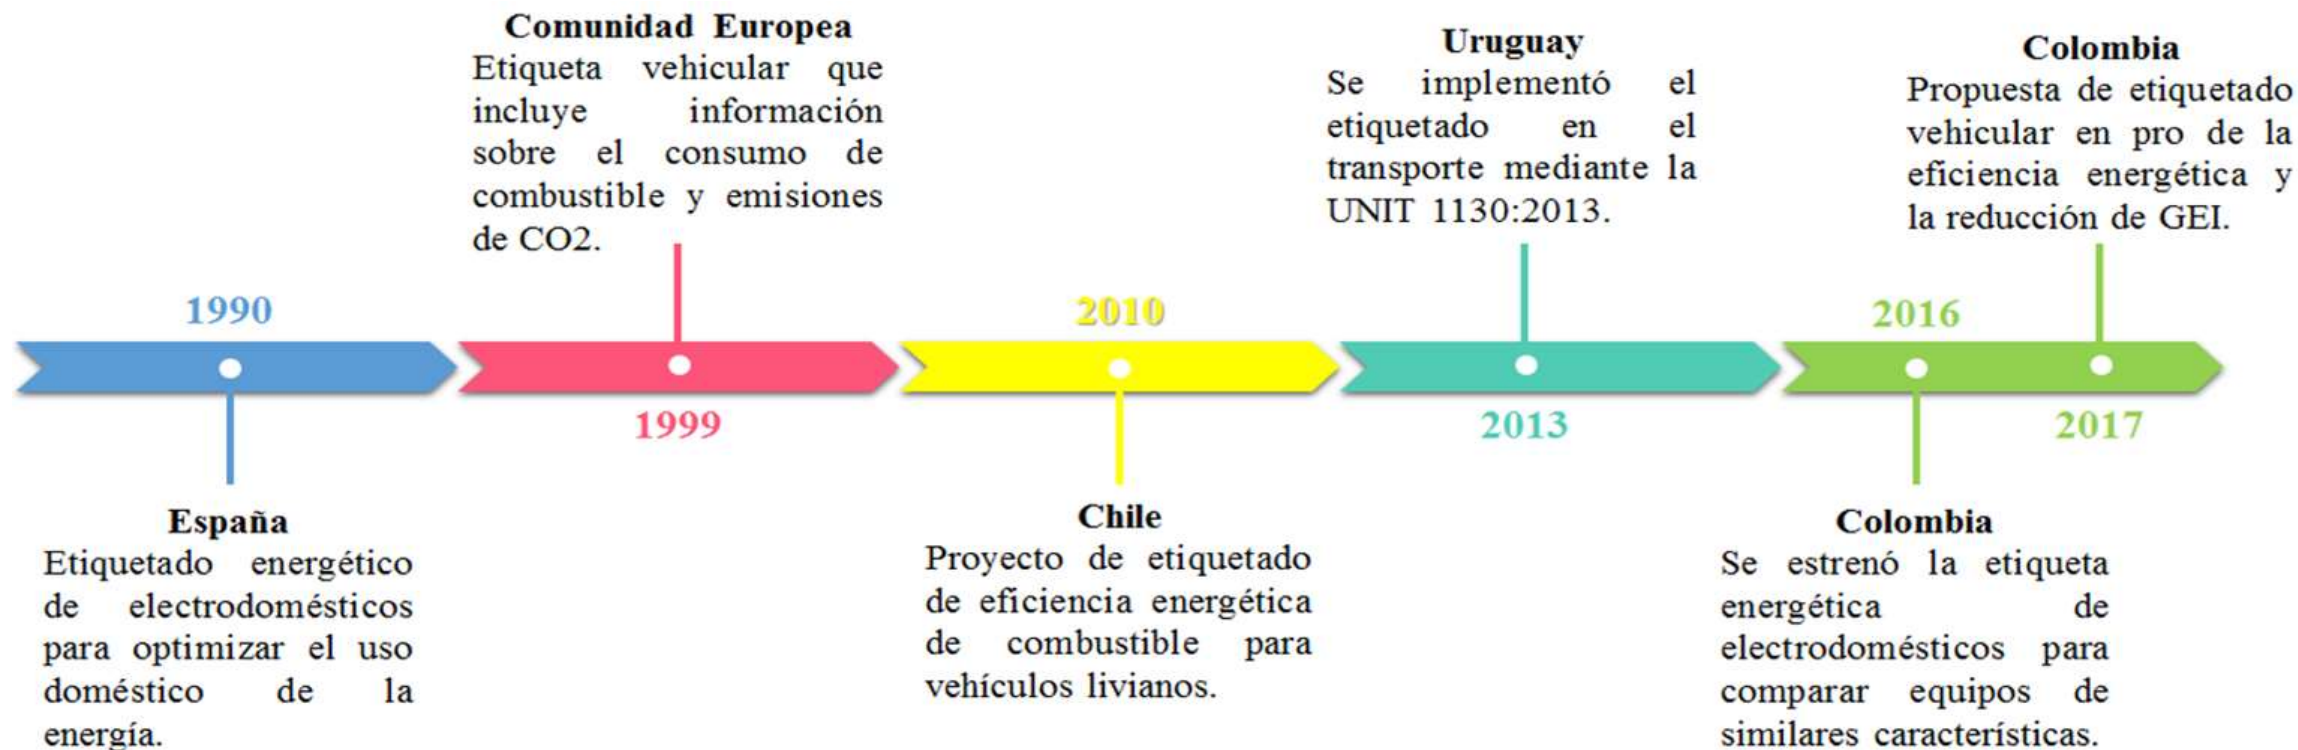 Comunidad Europea
Etiqueta vehicular que
incluye información
sobre el consumo de
combustible y emisiones
de CO2.
Uruguay
Se implementó el
etiquetado en el
transporte mediante la
UNIT 1130:2013.
Colombia
Propuesta de etiquetado
vehicular en pro de la
eficiencia energética y
la reducción de GEI.
1990
2010
2016
1999
2013
2017
España
Etiquetado energético
de electrodomésticos
para optimizar el uso
doméstico de la
energía.
Chile
Proyecto de etiquetado
de eficiencia energética
de combustible para
vehículos livianos.
Colombia
Se estrenó la etiqueta
energética de
electrodomésticos para
comparar equipos de
similares características.